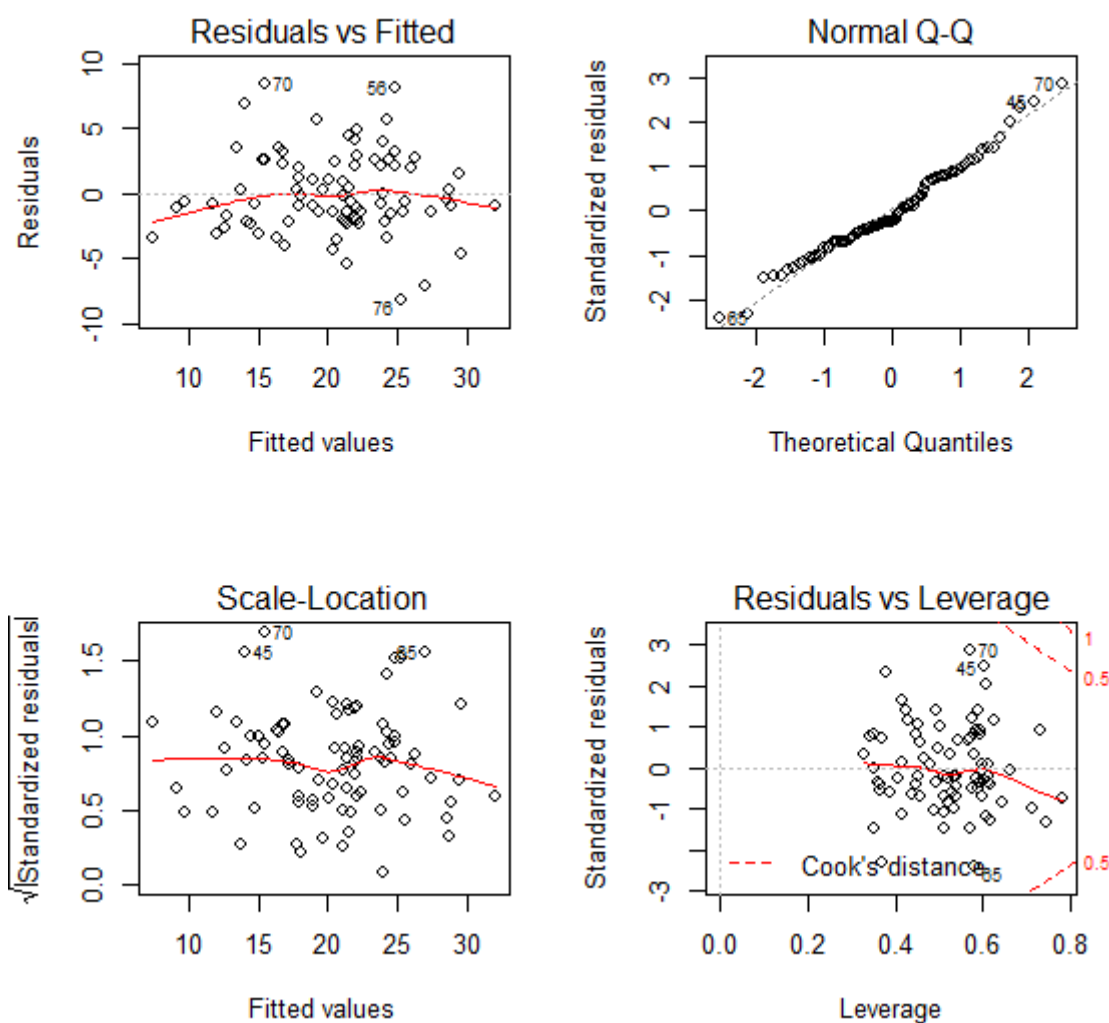 Residuals vs Fitted
Residuals
10
5
0
-5
-10
70
56
76
10 15 20 25 30
Fitted values
Normal Q-Q
Standardized residuals
3
2
1
0
-1
-2
70
45
65
-2 -1 0 1 2
Theoretical Quantiles
Scale-Location
√|Standardized residuals|
1.5
1.0
0.5
0.0
70
45
65
10 15 20 25 30
Fitted values
Residuals vs Leverage
Standardized residuals
3
2
1
0
-1
-3
70
45
65
1
0.5
0.5
Cook's distance
0.0 0.2 0.4 0.6 0.8
Leverage